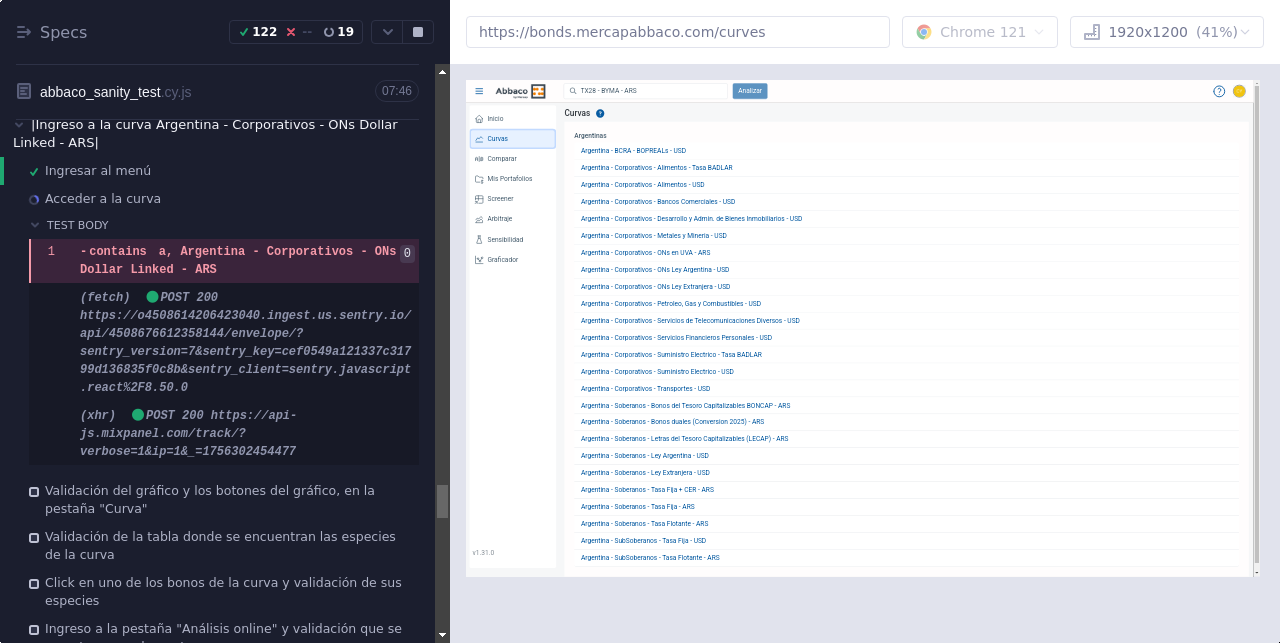 Specs
122
--
19
abbaco_sanity_test.cy.js
07:46
|Ingreso a la curva Argentina - Corporativos - ONs Dollar
Linked - ARS|
Ingresar al menú
Acceder a la curva
TEST BODY
1 -contains a, Argentina - Corporativos - ONs 0
Dollar Linked - ARS
(fetch) POST 200
https://o4508614206423040.ingest.us.sentry.io/
api/4508676612358144/envelope/?
sentry_version=7&sentry_key=cef0549a121337c317
99d136835f0c8b&sentry_client=sentry.javascript
.react%2F8.50.0
(xhr) POST 200 https://api-
js.mixpanel.com/track/?
verbose=1&ip=1&_=1756302454477
Validación del gráfico y los botones del gráfico, en la
pestaña "Curva"
Validación de la tabla donde se encuentran las especies
de la curva
Click en uno de los bonos de la curva y validación de sus
especies
Ingreso a la pestaña "Análisis online" y validación que se
https://bonds.mercapabbaco.com/curves
Chrome 121
1920x1200 (41%)
Abbaco
TX28 - BYMA - ARS
Analizar
?
Inicio
Curvas
Comparar
Mis Portafolios
Screener
Arbitraje
Sensibilidad
Graficador
v1.31.0
Curvas ?
Argentinas
Argentina - BCRA - BOPREALs - USD
Argentina - Corporativos - Alimentos - Tasa BADLAR
Argentina - Corporativos - Alimentos - USD
Argentina - Corporativos - Bancos Comerciales - USD
Argentina - Corporativos - Desarrollo y Admin. de Bienes Inmobiliarios - USD
Argentina - Corporativos - Metales y Mineria - USD
Argentina - Corporativos - ONs en UVA - ARS
Argentina - Corporativos - ONs Ley Argentina - USD
Argentina - Corporativos - ONs Ley Extranjera - USD
Argentina - Corporativos - Petroleo, Gas y Combustibles - USD
Argentina - Corporativos - Servicios de Telecomunicaciones Diversos - USD
Argentina - Corporativos - Servicios Financieros Personales - USD
Argentina - Corporativos - Suministro Electrico - Tasa BADLAR
Argentina - Corporativos - Suministro Electrico - USD
Argentina - Corporativos - Transportes - USD
Argentina - Soberanos - Bonos del Tesoro Capitalizables BONCAP - ARS
Argentina - Soberanos - Bonos duales (Conversion 2025) - ARS
Argentina - Soberanos - Letras del Tesoro Capitalizables (LECAP) - ARS
Argentina - Soberanos - Ley Argentina - USD
Argentina - Soberanos - Ley Extranjera - USD
Argentina - Soberanos - Tasa Fija + CER - ARS
Argentina - Soberanos - Tasa Fija - ARS
Argentina - Soberanos - Tasa Flotante - ARS
Argentina - SubSoberanos - Tasa Fija - USD
Argentina - SubSoberanos - Tasa Flotante - ARS